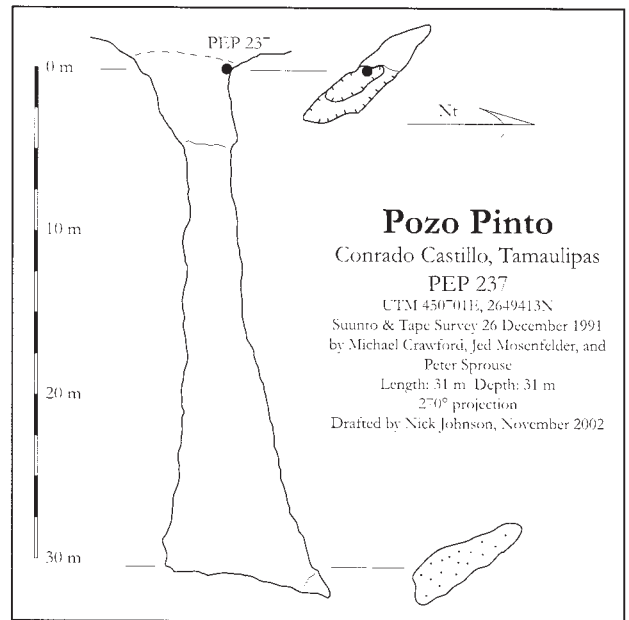 PEP 237
0 m
Nt
10 m
Pozo Pinto
Conrado Castillo, Tamaulipas
PEP 237
UTM 450701E, 2649413N
Suunto & Tape Survey 26 December 1991
by Michael Crawford, Jed Mosenfelder, and
Peter Sprouse
Length: 31 m Depth: 31 m
270° projection
Drafted by Nick Johnson, November 2002
20 m
30 m